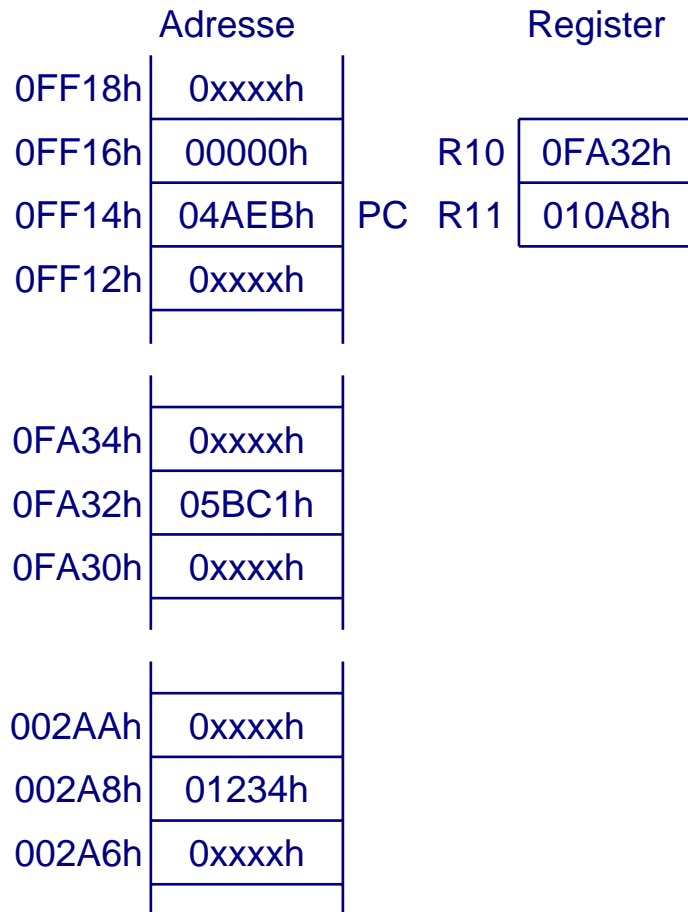 Adresse Register
0FF18h 0xxxxh
0FF16h 00000h R10 0FA32h
0FF14h 04AEBh PC R11 010A8h
0FF12h 0xxxxh
0FA34h 0xxxxh
0FA32h 05BC1h
0FA30h 0xxxxh
002AAh 0xxxxh
002A8h 01234h
002A6h 0xxxxh